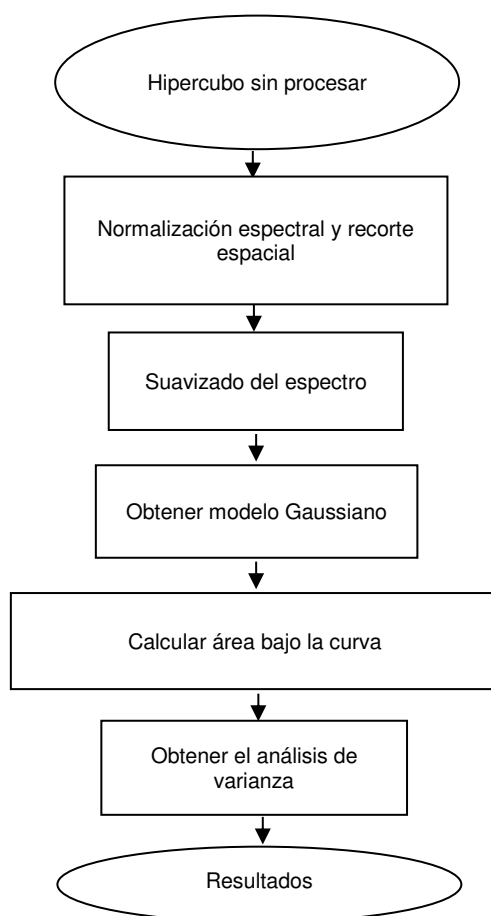 Hipercubo sin procesar
Normalización espectral y recorte
espacial
Suavizado del espectro
Obtener modelo Gaussiano
Calcular área bajo la curva
Obtener el análisis de
varianza
Resultados